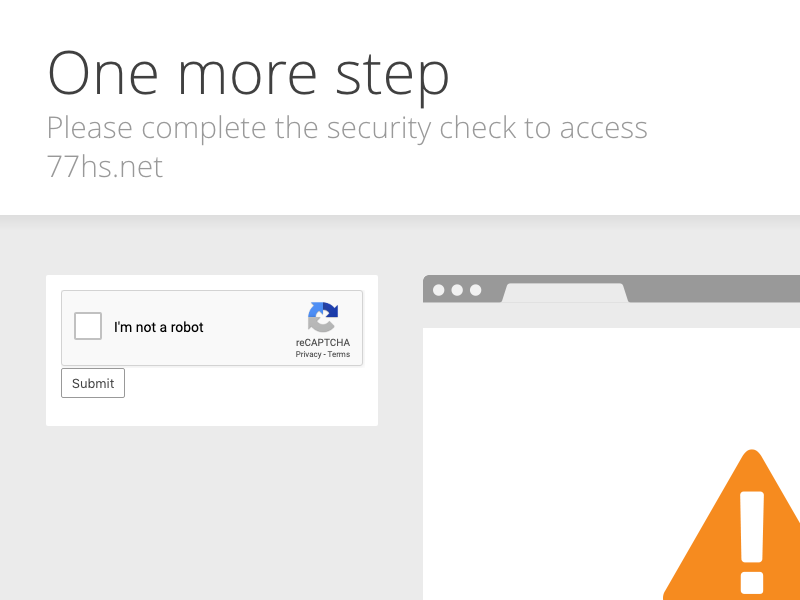 One more step
Please complete the security check to access
77hs.net
I'm not a robot
reCAPTCHA
Privacy - Terms
Submit